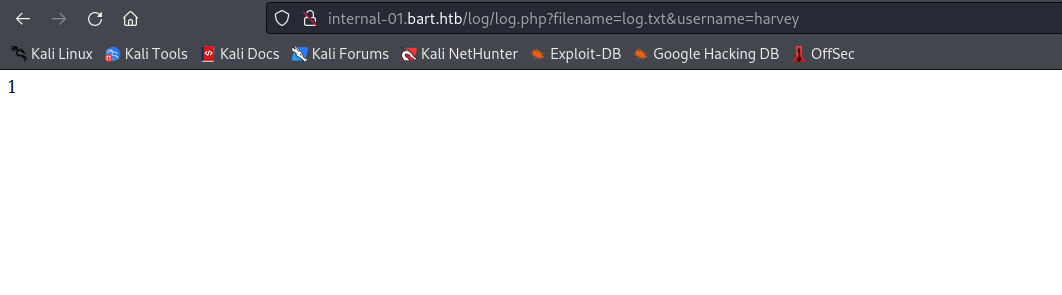 internal-01.bart.htb/log/log.php?filename=log.txt&username=harvey
Kali Linux Kali Tools Kali Docs Kali Forums Kali NetHunter Exploit-DB Google Hacking DB OffSec
1